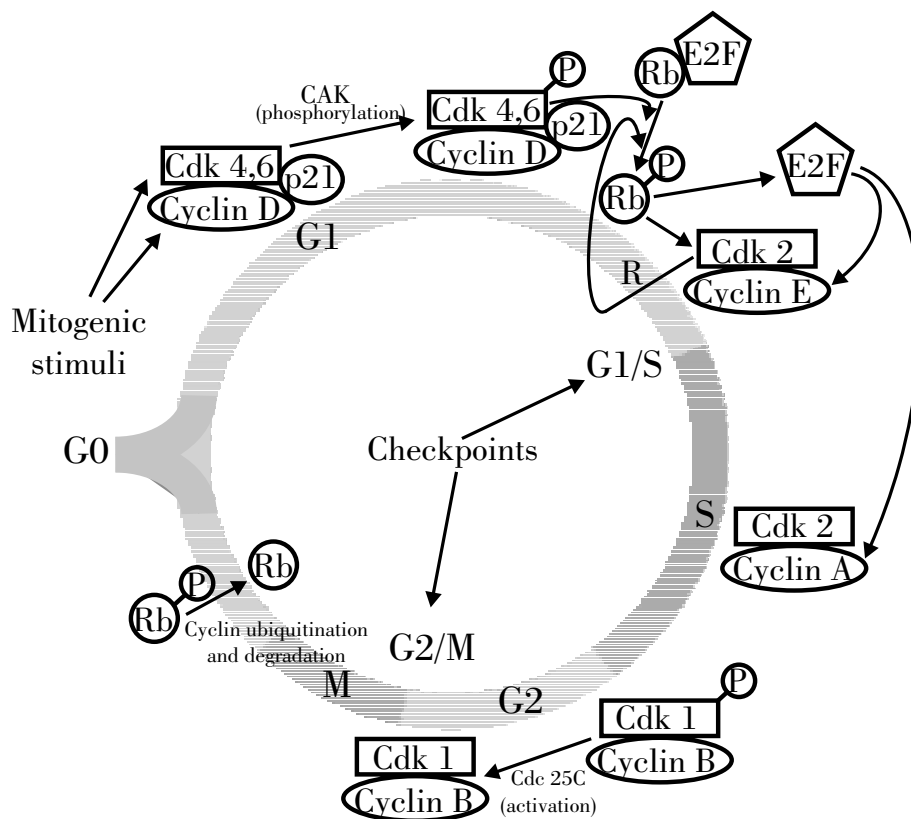 P
E2F
Rb
CAK
(phosphorylation)
Cdk 4,6
p21
Cyclin D
Cdk 4,6
p21
Cyclin D
P
Rb
E2F
G1
R
Cdk 2
Cyclin E
Mitogenic
stimuli
G1/S
G0
Checkpoints
S
Cdk 2
Cyclin A
Rb
P
Rb
Cyclin ubiquitination
and degradation
G2/M
M
G2
P
Cdk 1
Cyclin B
Cdk 1
Cyclin B
Cdc 25C
(activation)